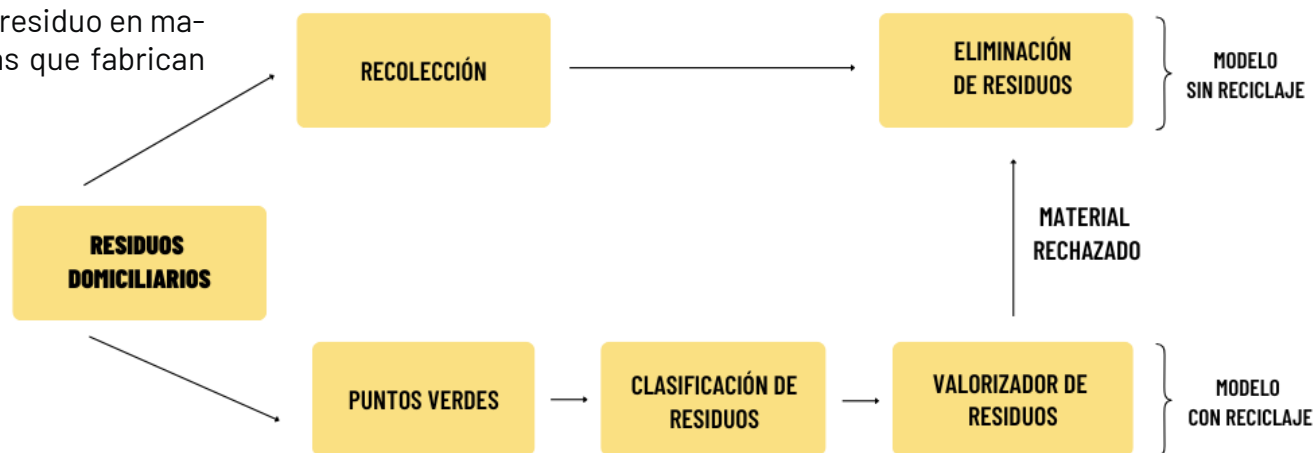 residuo en ma-
as que fabrican
RECOLECCIÓN
ELIMINACIÓN
DE RESIDUOS
MODELO
SIN RECICLAJE
RESIDUOS
DOMICILIARIOS
MATERIAL
RECHAZADO
PUNTOS VERDES
CLASIFICACIÓN DE
RESIDUOS
VALORIZADOR DE
RESIDUOS
MODELO
CON RECICLAJE